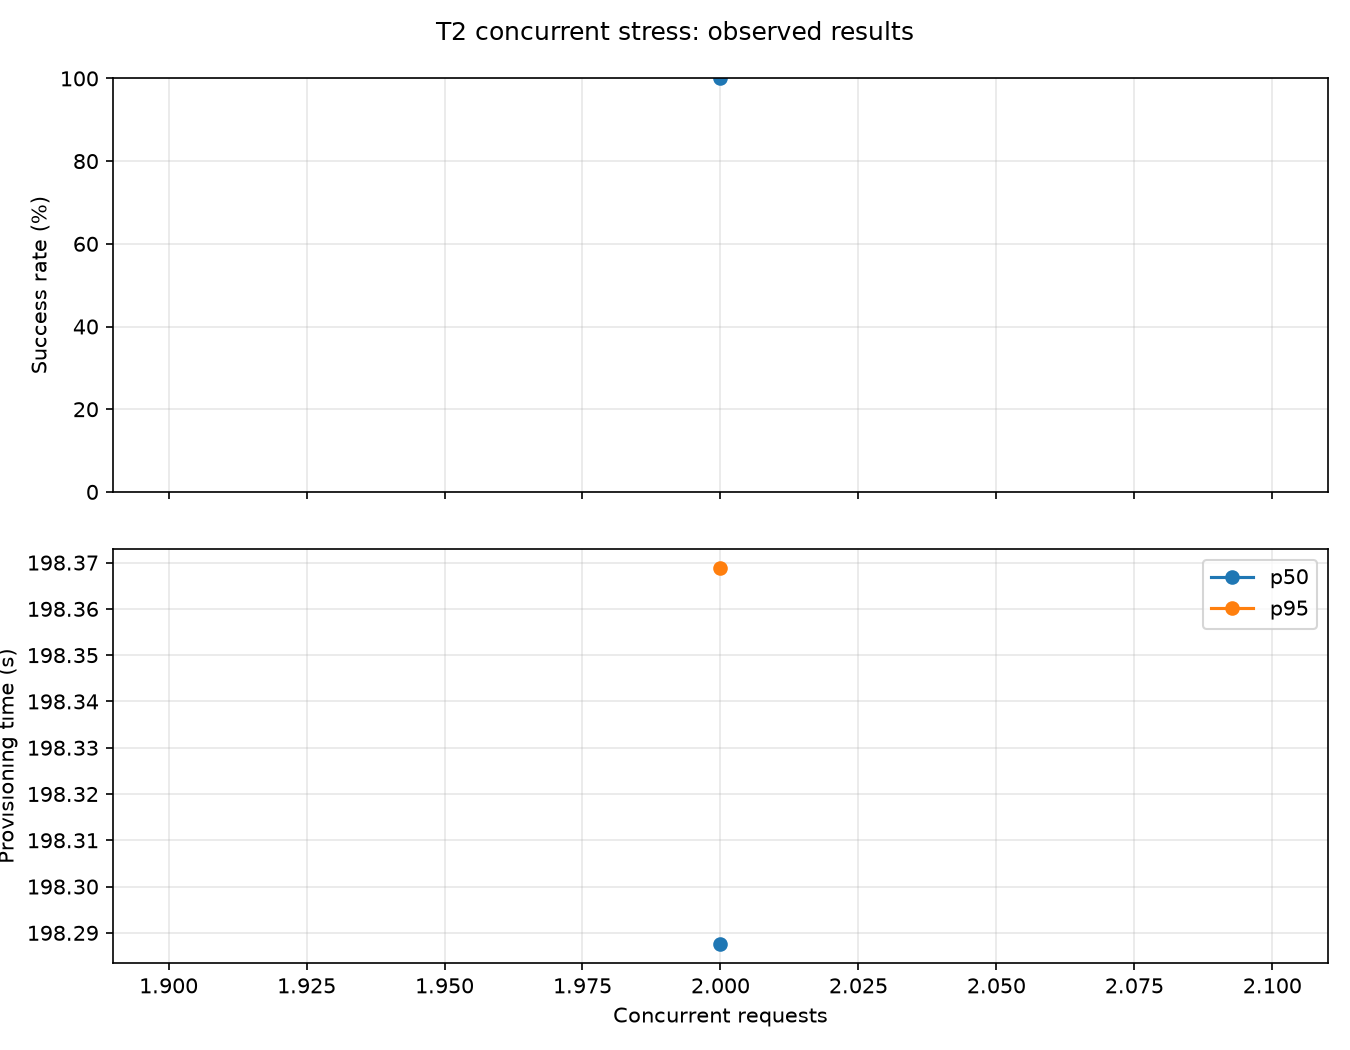 T2 concurrent stress: observed results
100
80
60
40
20
0
Success rate (%)
198.37
198.36
198.35
198.34
198.33
198.32
198.31
198.30
198.29
Provisioning time (s)
p50
p95
1.900 1.925 1.950 1.975 2.000 2.025 2.050 2.075 2.100
Concurrent requests